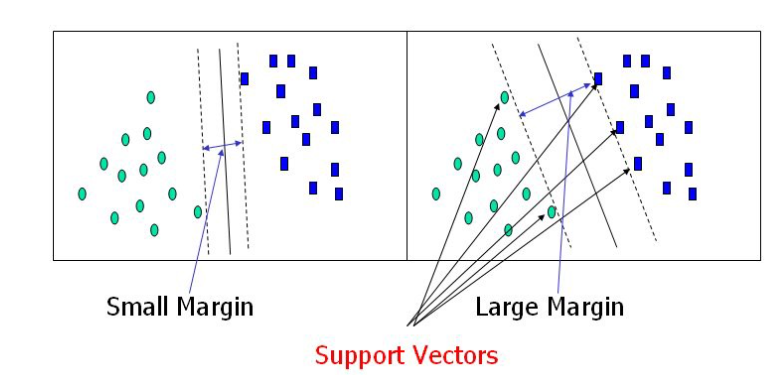 Small Margin
Large Margin
Support Vectors